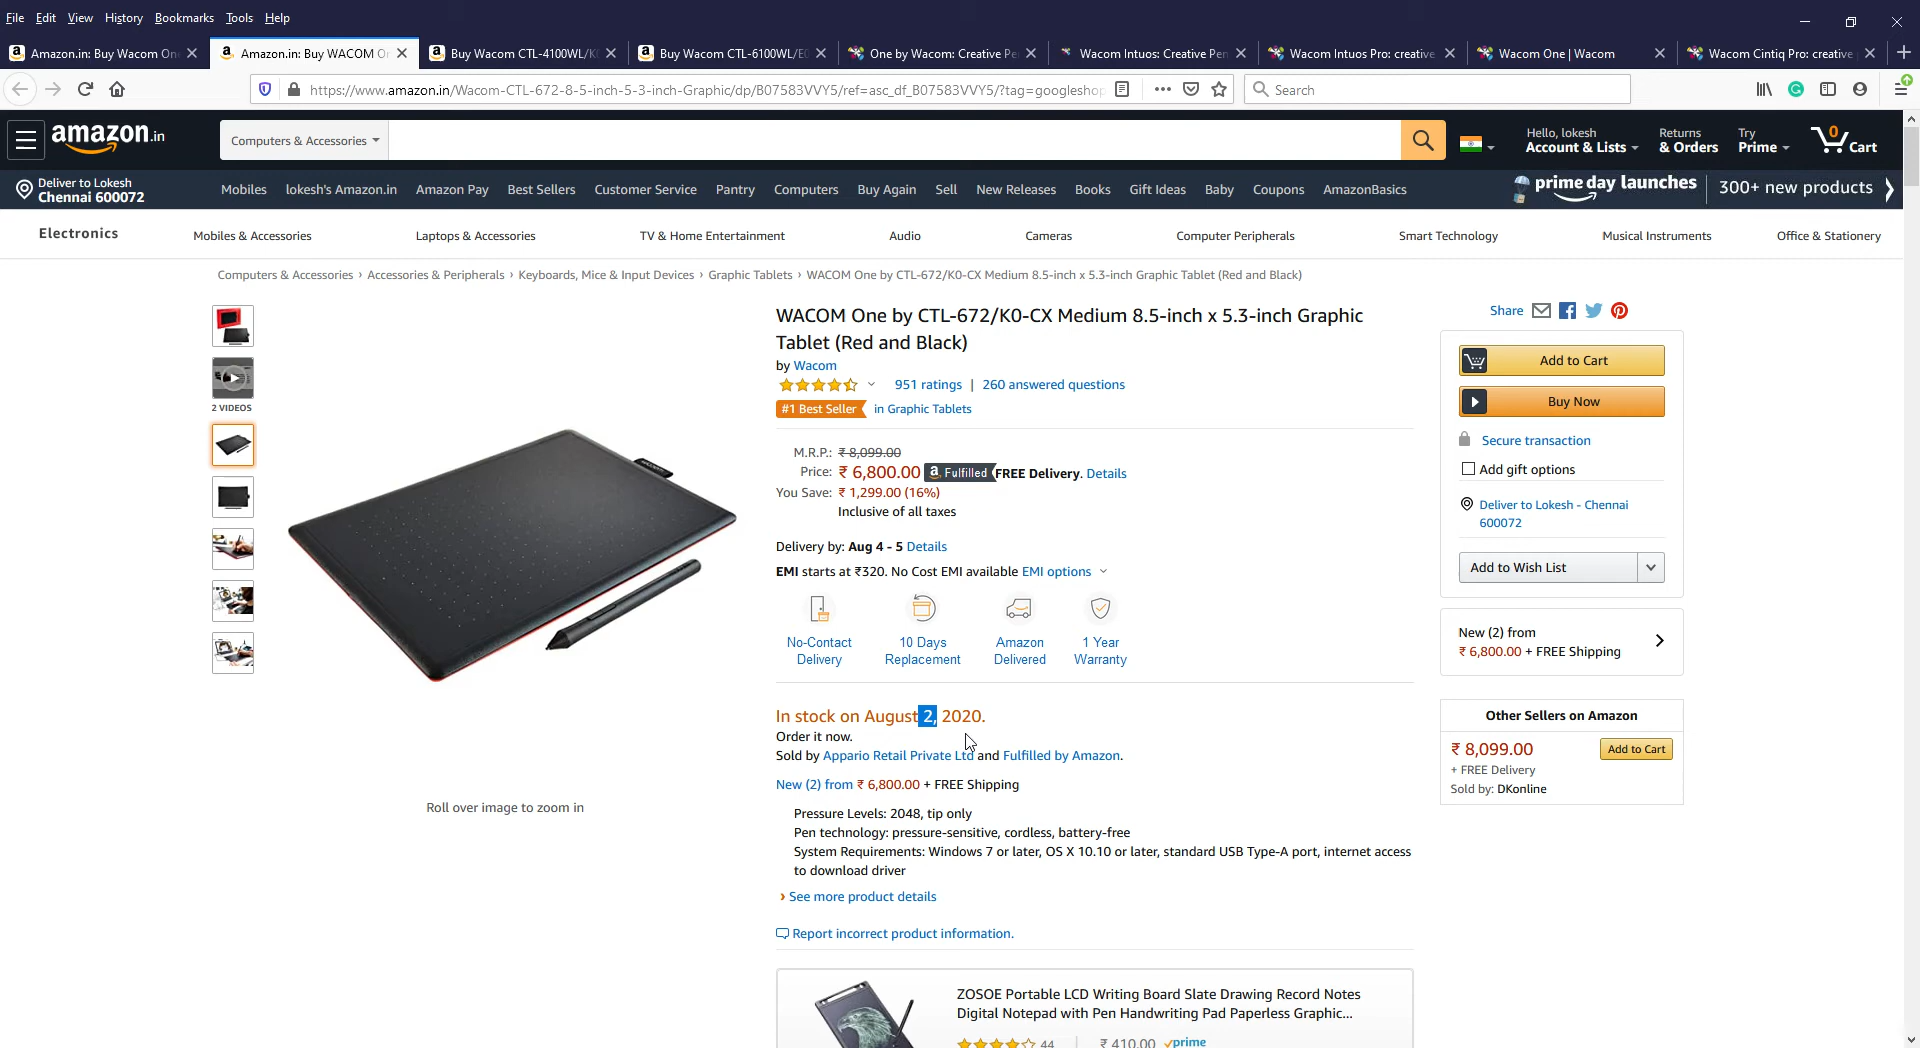 File Edit View History Bookmarks Tools Help
Amazon.in: Buy Wacom On
Amazon.in: Buy WACOM Or
Buy Wacom CTL-4100WL/K
Buy Wacom CTL-6100WL/E
One by Wacom: Creative Pe
Wacom Intuos: Creative Pen
Wacom Intuos Pro: creative
Wacom One | Wacom
Wacom Cintiq Pro: creative
https://www.amazon.in/Wacom-CTL-672-8-5-inch-5-3-inch-Graphic/dp/B07583VVY5/ref=asc_df_B07583VVY5/?tag=googleshop
Search
amazon.in
Computers & Accessories
Hello, lokesh
Account & Lists
Returns
& Orders
Try
Prime
0
Cart
Deliver to Lokesh
Chennai 600072
Mobiles lokesh's Amazon.in Amazon Pay Best Sellers Customer Service Pantry Computers Buy Again Sell New Releases Books Gift Ideas Baby Coupons AmazonBasics
prime day launches
300+ new products
Electronics Mobiles & Accessories Laptops & Accessories TV & Home Entertainment Audio Cameras Computer Peripherals Smart Technology Musical Instruments Office & Stationery
Computers & Accessories › Accessories & Peripherals › Keyboards, Mice & Input Devices › Graphic Tablets › WACOM One by CTL-672/K0-CX Medium 8.5-inch x 5.3-inch Graphic Tablet (Red and Black)
2 VIDEOS
Roll over image to zoom in
WACOM One by CTL-672/K0-CX Medium 8.5-inch x 5.3-inch Graphic
Tablet (Red and Black)
by Wacom
951 ratings | 260 answered questions
#1 Best Seller in Graphic Tablets
M.R.P.: ₹ 8,099.00
Price: ₹ 6,800.00 a Fulfilled FREE Delivery. Details
You Save: ₹ 1,299.00 (16%)
Inclusive of all taxes
Delivery by: Aug 4 - 5 Details
EMI starts at ₹320. No Cost EMI available EMI options
No-Contact
Delivery
10 Days
Replacement
Amazon
Delivered
1 Year
Warranty
In stock on August 2, 2020.
Order it now.
Sold by Appario Retail Private Ltd and Fulfilled by Amazon.
New (2) from ₹ 6,800.00 + FREE Shipping
Pressure Levels: 2048, tip only
Pen technology: pressure-sensitive, cordless, battery-free
System Requirements: Windows 7 or later, OS X 10.10 or later, standard USB Type-A port, internet access
to download driver
› See more product details
Report incorrect product information.
ZOSOE Portable LCD Writing Board Slate Drawing Record Notes
Digital Notepad with Pen Handwriting Pad Paperless Graphic...
44 | ₹ 410.00 prime
Share
Add to Cart
Buy Now
Secure transaction
Add gift options
Deliver to Lokesh - Chennai
600072
Add to Wish List
New (2) from
₹ 6,800.00 + FREE Shipping
Other Sellers on Amazon
₹ 8,099.00
Add to Cart
+ FREE Delivery
Sold by: DKonline